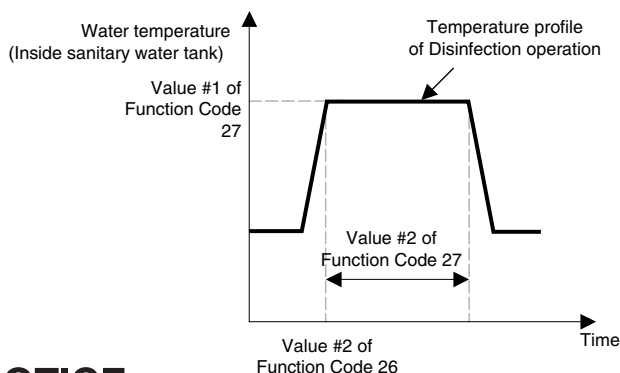 Water temperature
(Inside sanitary water tank)
Temperature profile
of Disinfection operation
Value #1 of
Function Code
27
Value #2 of
Function Code 27
Time
Value #2 of
Function Code 26